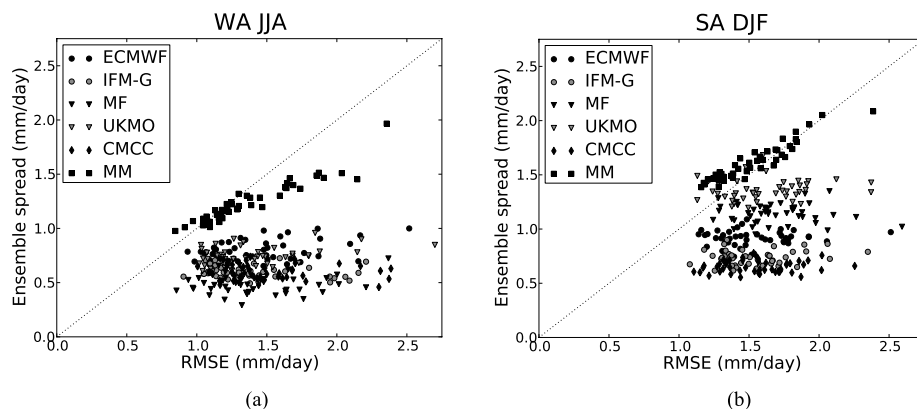 WA JJA
Ensemble spread (mm/day)
2.5
2.0
1.5
1.0
0.5
0.0
ECMWF
IFM-G
MF
UKMO
CMCC
MM
0.0 0.5 1.0 1.5 2.0 2.5
RMSE (mm/day)
(a)
SA DJF
Ensemble spread (mm/day)
2.5
2.0
1.5
1.0
0.5
0.0
ECMWF
IFM-G
MF
UKMO
CMCC
MM
0.0 0.5 1.0 1.5 2.0 2.5
RMSE (mm/day)
(b)